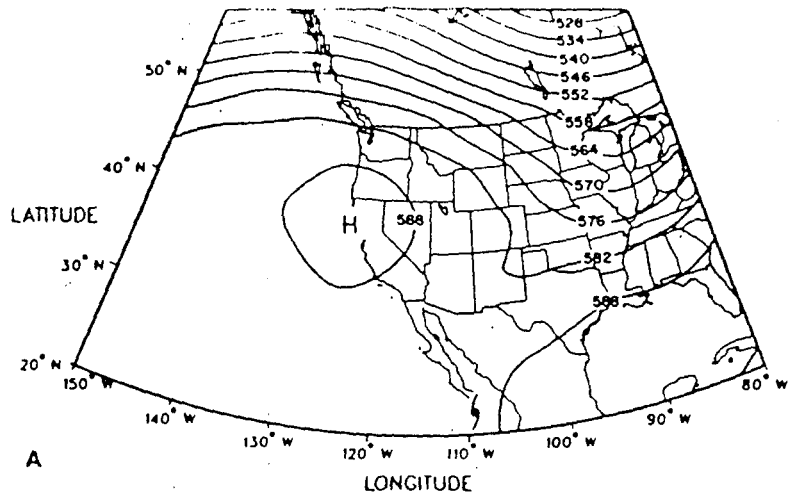 528
534
540
546
552
558
564
570
576
582
588
588
H
50° N
40° N
LATITUDE
30° N
20° N
150° W
140° W
130° W
120° W
110° W
100° W
90° W
80° W
A
LONGITUDE